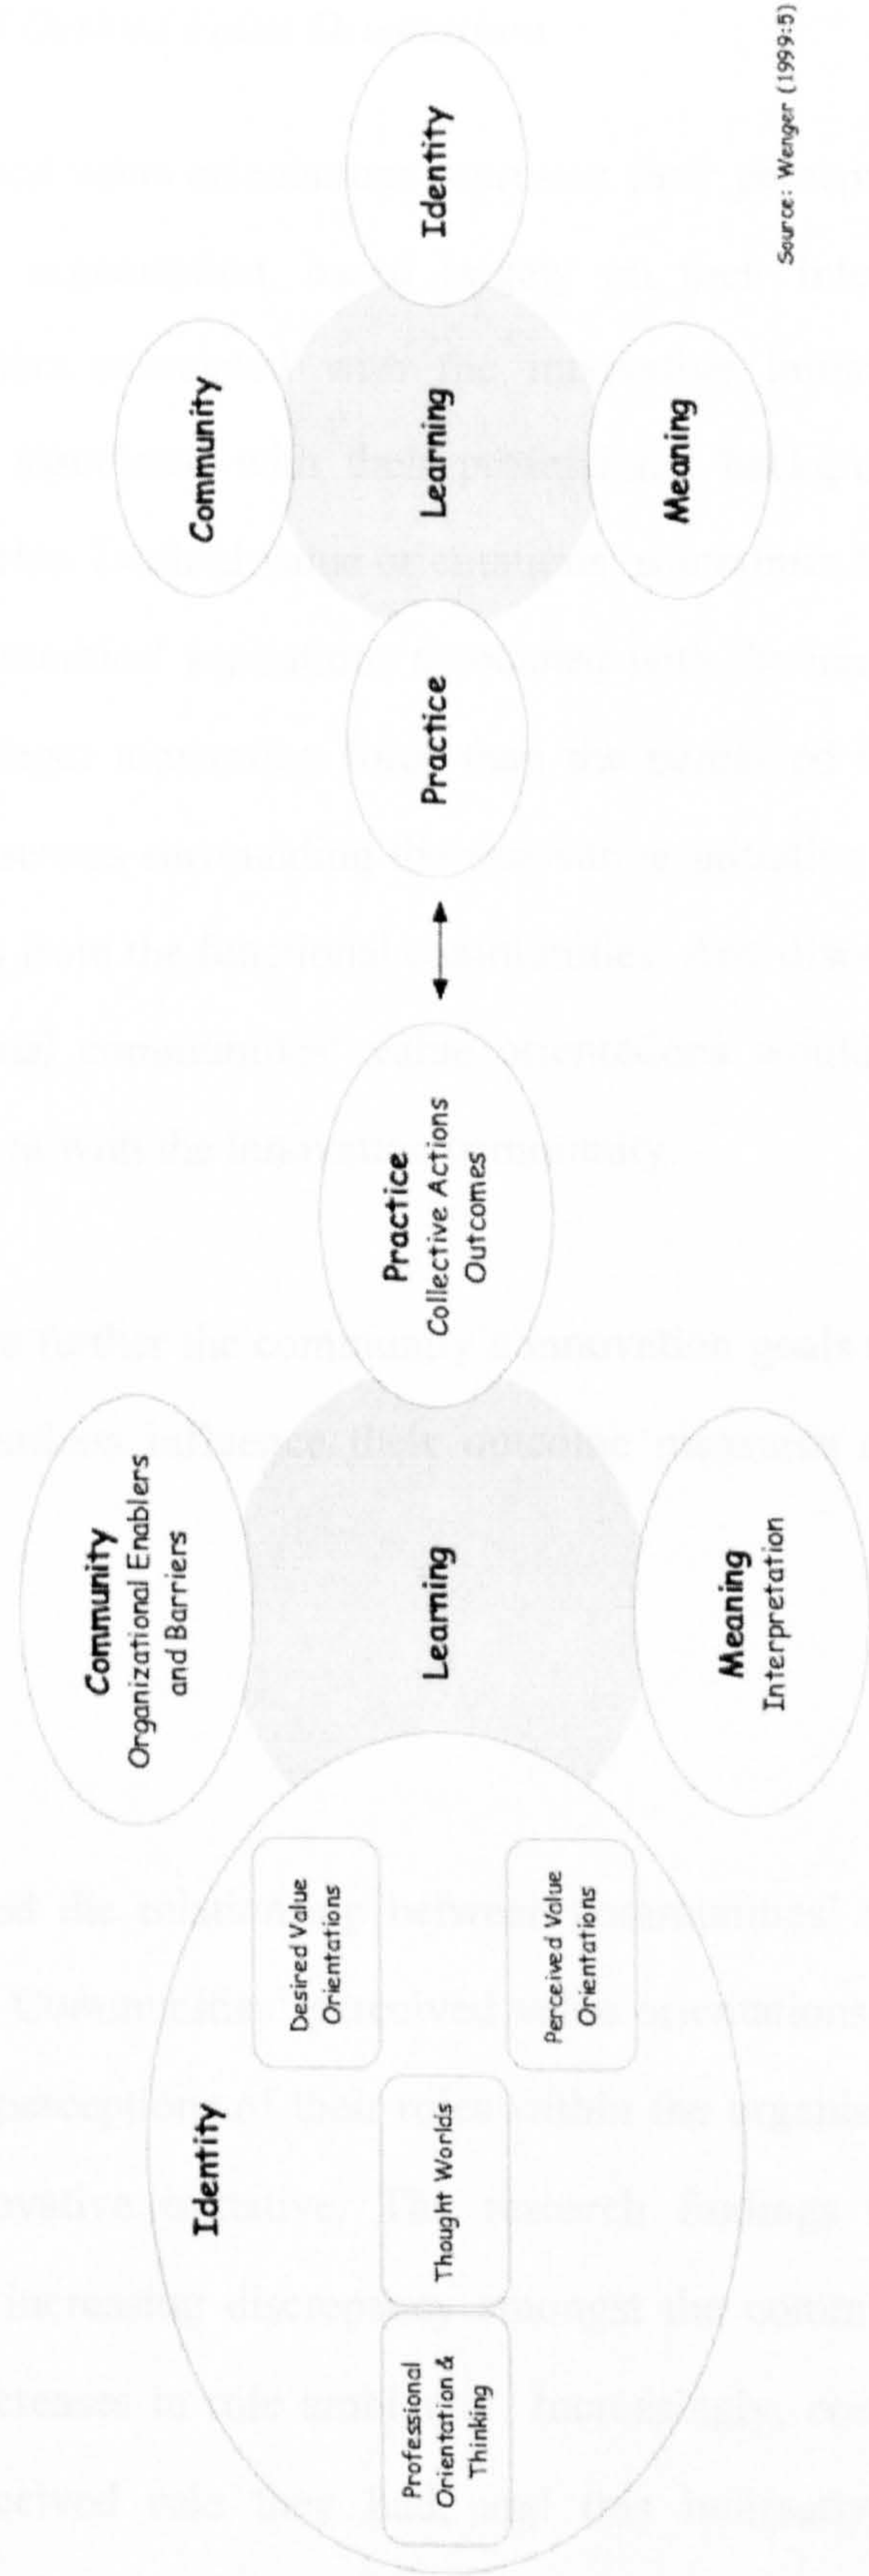 Identity
Professional
Orientation &
Thinking
Thought Worlds
Desired Value
Orientations
Perceived Value
Orientations
Community
Organizational Enablers
and Barriers
Learning
Meaning
Interpretation
Practice
Collective Actions
Outcomes
Practice
Community
Learning
Meaning
Identity
Source: Wenger (1999:5)